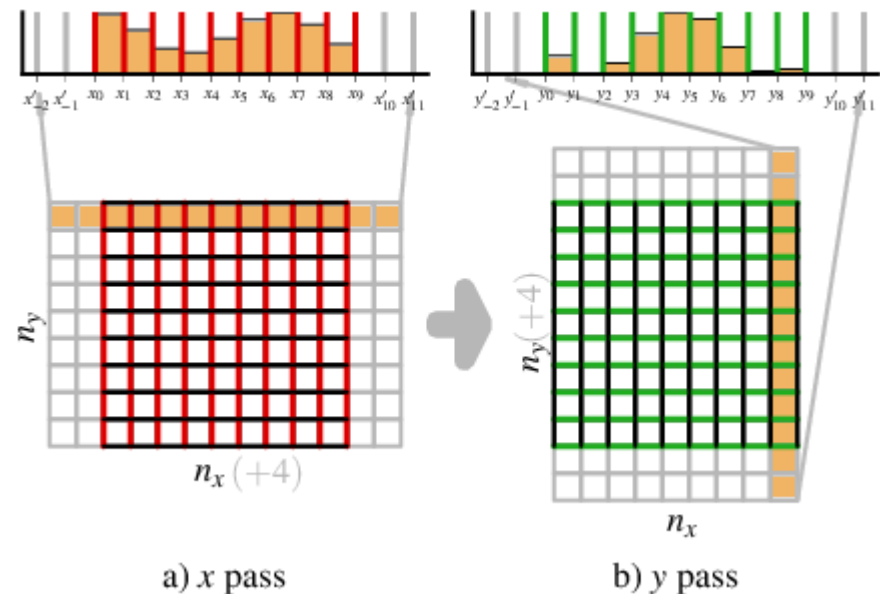 x′₋₂ x′₋₁ x₀ x₁ x₂ x₃ x₄ x₅ x₆ x₇ x₈ x₉ x′₁₀ x′₁₁
y′₋₂ y′₋₁ y₀ y₁ y₂ y₃ y₄ y₅ y₆ y₇ y₈ y₉ y′₁₀ y′₁₁
n_y
n_x (+4)
n_y (+4)
n_x
a) x pass
b) y pass